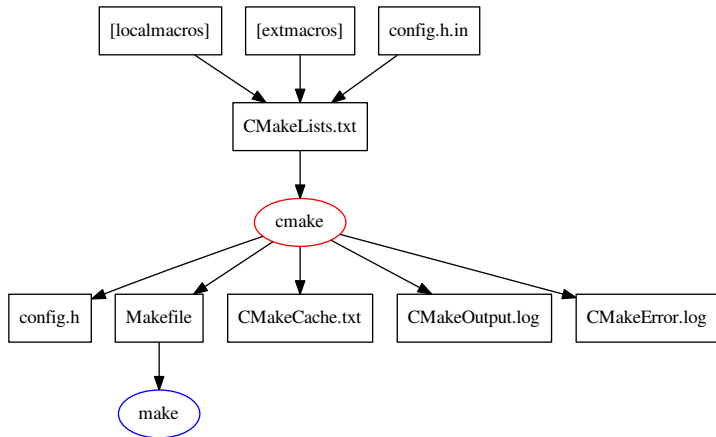 [localmacros]
[extmacros]
config.h.in
CMakeLists.txt
cmake
config.h
Makefile
CMakeCache.txt
CMakeOutput.log
CMakeError.log
make